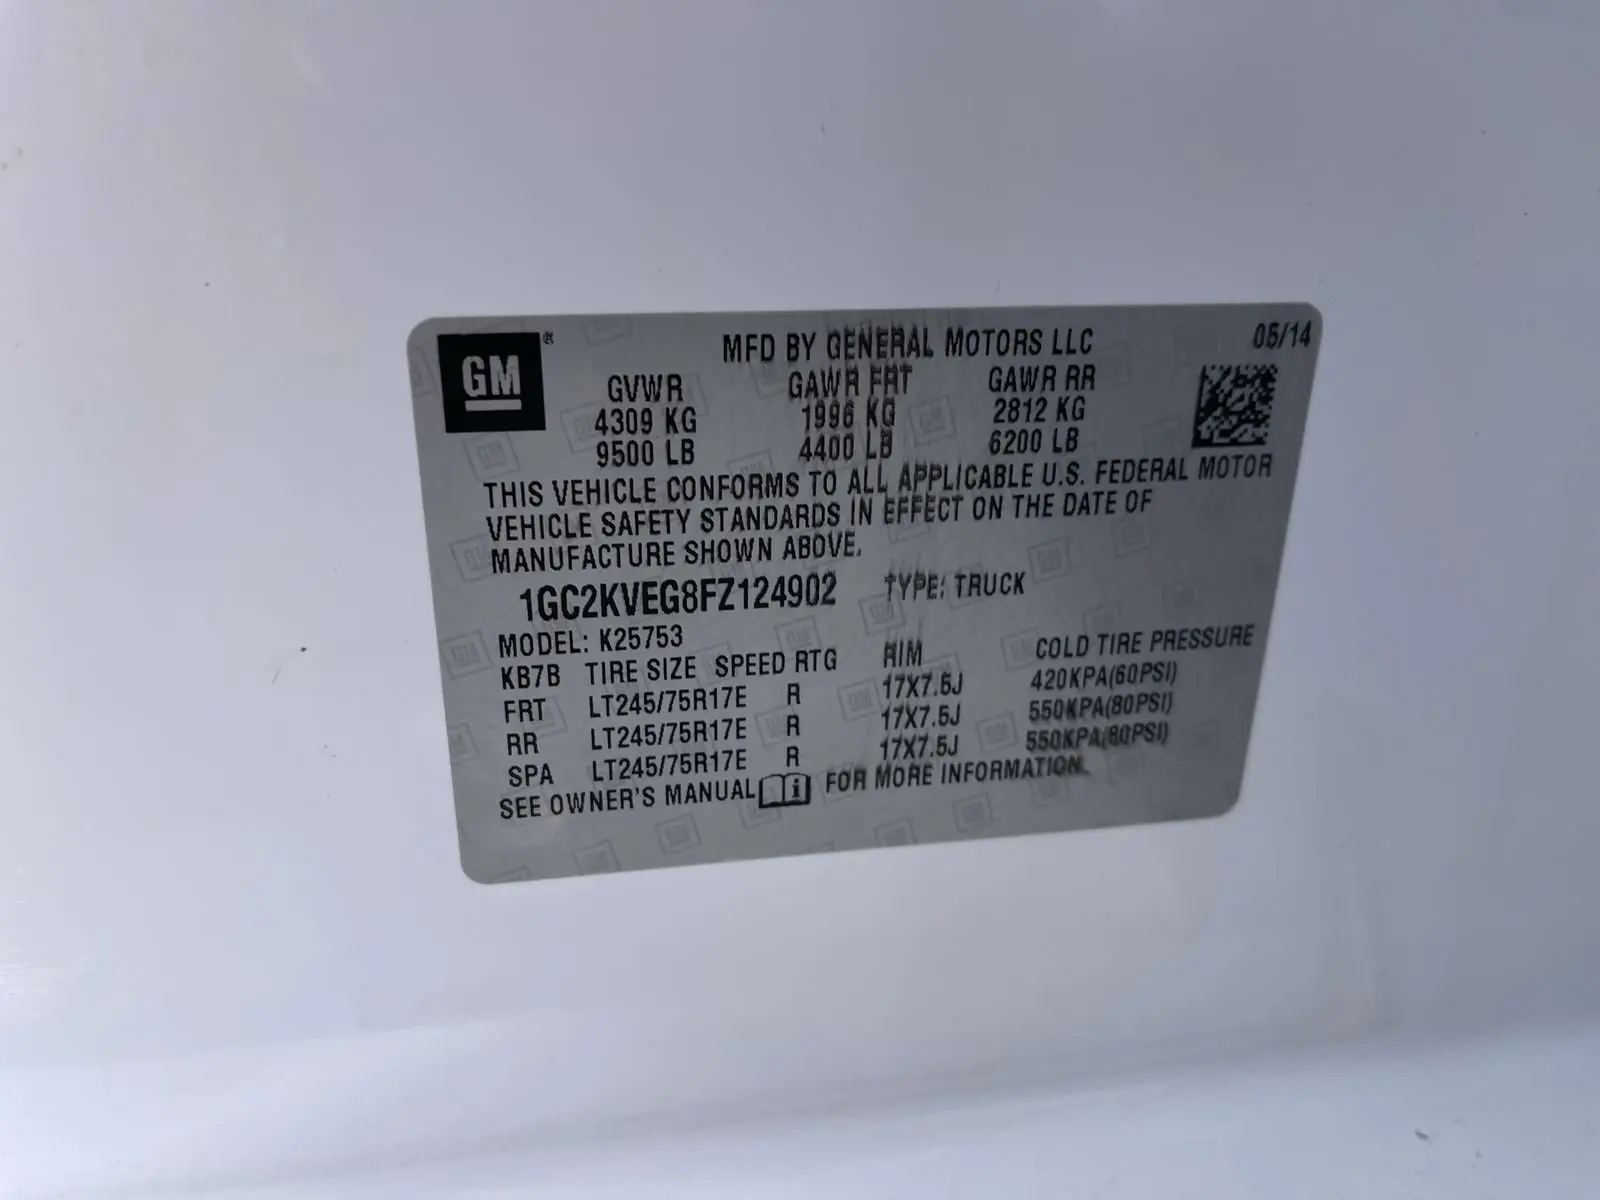 GM®
MFD BY GENERAL MOTORS LLC 05/14
GVWR GAWR FRT GAWR RR
4309 KG 1996 KG 2812 KG
9500 LB 4400 LB 6200 LB
THIS VEHICLE CONFORMS TO ALL APPLICABLE U.S. FEDERAL MOTOR
VEHICLE SAFETY STANDARDS IN EFFECT ON THE DATE OF
MANUFACTURE SHOWN ABOVE.
1GC2KVEG8FZ124902 TYPE: TRUCK
MODEL: K25753
KB7B TIRE SIZE SPEED RTG RIM COLD TIRE PRESSURE
FRT LT245/75R17E R 17X7.5J 420KPA(60PSI)
RR LT245/75R17E R 17X7.5J 550KPA(80PSI)
SPA LT245/75R17E R 17X7.5J 550KPA(80PSI)
SEE OWNER'S MANUAL i FOR MORE INFORMATION.